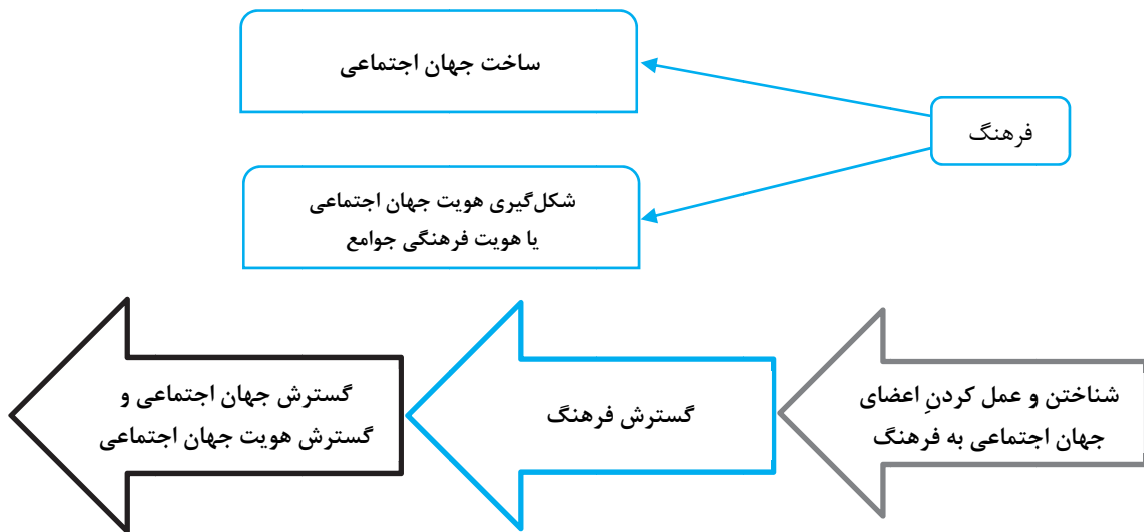 ساخت جهان اجتماعی
فرهنگ
شکل‌گیری هویت جهان اجتماعی
یا هویت فرهنگی جوامع
شناختن و عمل کردنِ اعضای
جهان اجتماعی به فرهنگ
گسترش فرهنگ
گسترش جهان اجتماعی و
گسترش هویت جهان اجتماعی